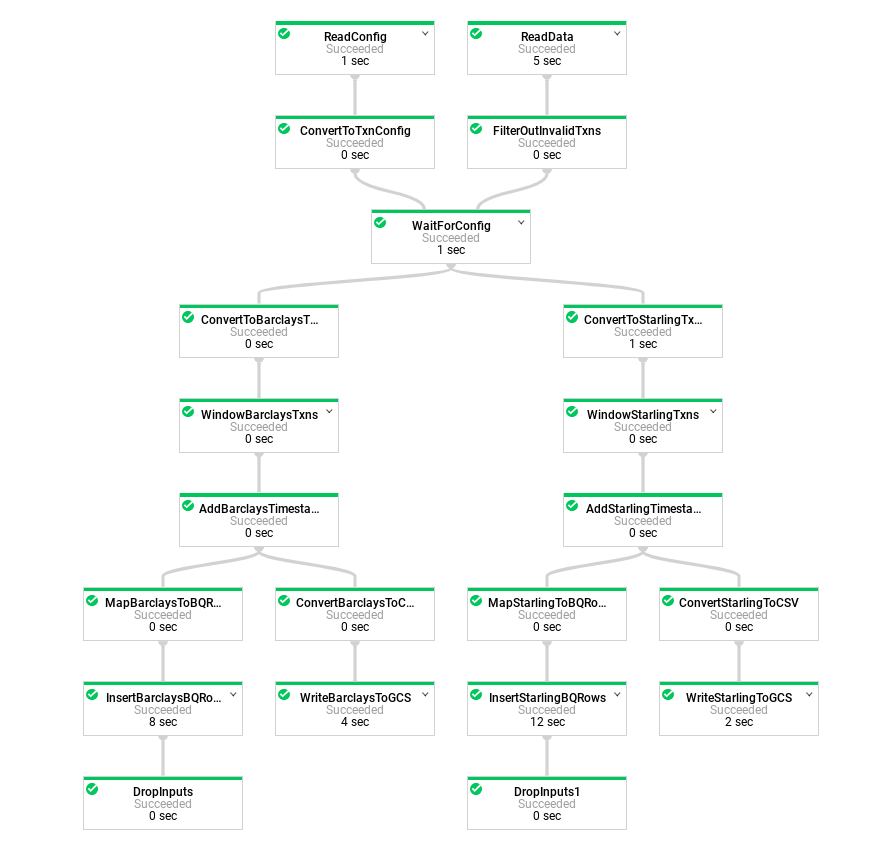 ReadConfig
Succeeded
1 sec
ReadData
Succeeded
5 sec
ConvertToTxnConfig
Succeeded
0 sec
FilterOutInvalidTxns
Succeeded
0 sec
WaitForConfig
Succeeded
1 sec
ConvertToBarclaysT...
Succeeded
0 sec
ConvertToStarlingTx...
Succeeded
1 sec
WindowBarclaysTxns
Succeeded
0 sec
WindowStarlingTxns
Succeeded
0 sec
AddBarclaysTimesta...
Succeeded
0 sec
AddStarlingTimesta...
Succeeded
0 sec
MapBarclaysToBQR...
Succeeded
0 sec
ConvertBarclaysToC...
Succeeded
0 sec
MapStarlingToBQRo...
Succeeded
0 sec
ConvertStarlingToCSV
Succeeded
0 sec
InsertBarclaysBQRo...
Succeeded
8 sec
WriteBarclaysToGCS
Succeeded
4 sec
InsertStarlingBQRows
Succeeded
12 sec
WriteStarlingToGCS
Succeeded
2 sec
DropInputs
Succeeded
0 sec
DropInputs1
Succeeded
0 sec